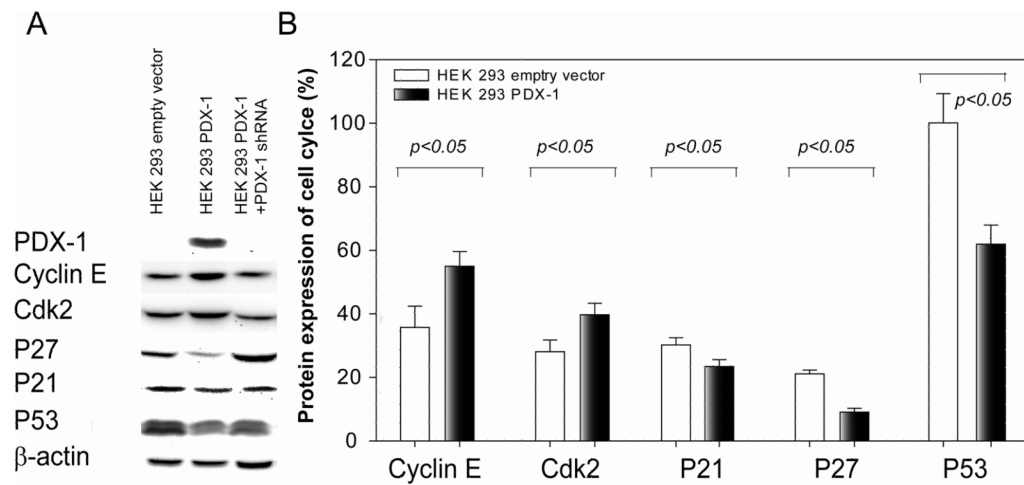 A
HEK 293 empty vector
HEK 293 PDX-1
HEK 293 PDX-1
+PDX-1 shRNA
PDX-1
Cyclin E
Cdk2
P27
P21
P53
β-actin
B
Protein expression of cell cylce (%)
120
100
80
60
40
20
0
HEK 293 emptry vector
HEK 293 PDX-1
p<0.05
p<0.05
p<0.05
p<0.05
p<0.05
Cyclin E
Cdk2
P21
P27
P53